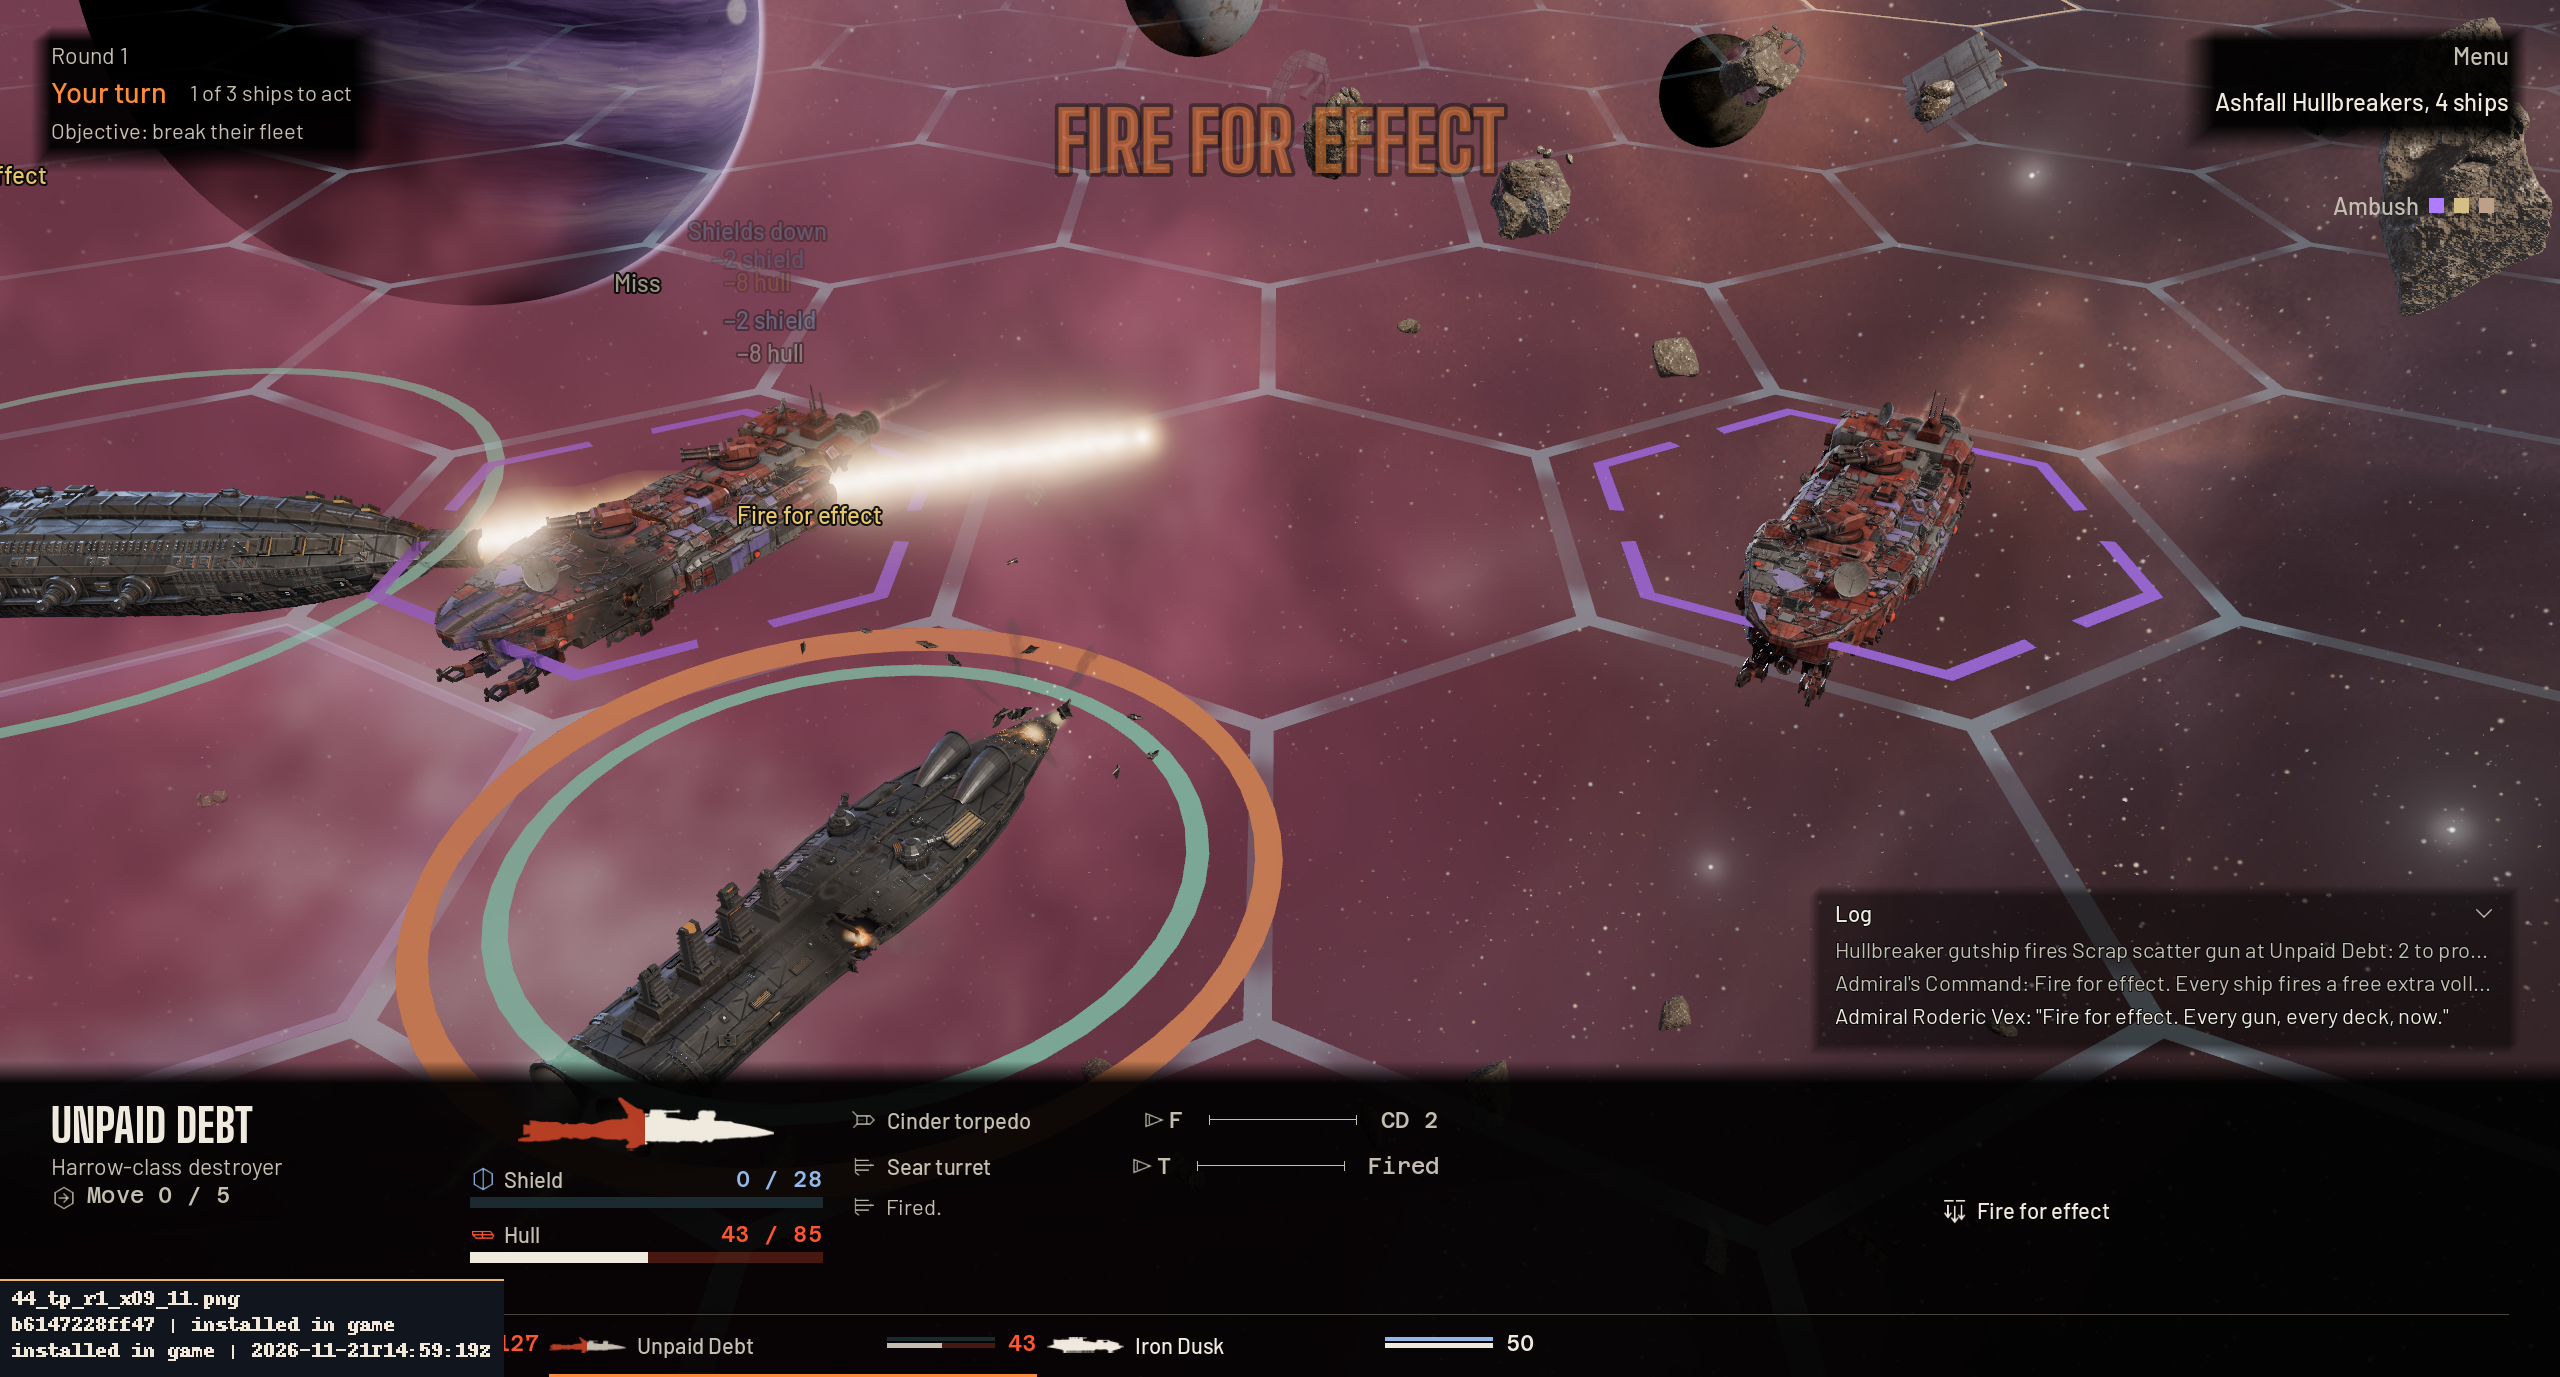 Round 1
Your turn 1 of 3 ships to act
Objective: break their fleet
Menu
Ashfall Hullbreakers, 4 ships
Ambush
FIRE FOR EFFECT
ffect
Shields down
-2 shield
-8 hull
Miss
-2 shield
-8 hull
Fire for effect
Log
Hullbreaker gutship fires Scrap scatter gun at Unpaid Debt: 2 to pro...
Admiral's Command: Fire for effect. Every ship fires a free extra voll...
Admiral Roderic Vex: "Fire for effect. Every gun, every deck, now."
UNPAID DEBT
Harrow-class destroyer
Move 0 / 5
Shield 0 / 28
Hull 43 / 85
Cinder torpedo F CD 2
Sear turret T Fired
Fired.
Fire for effect
44_tp_r1_x09_11.png
b6147228ff47 | installed in game
installed in game | 2026-11-21r14:59:19z
127 Unpaid Debt 43 Iron Dusk 50